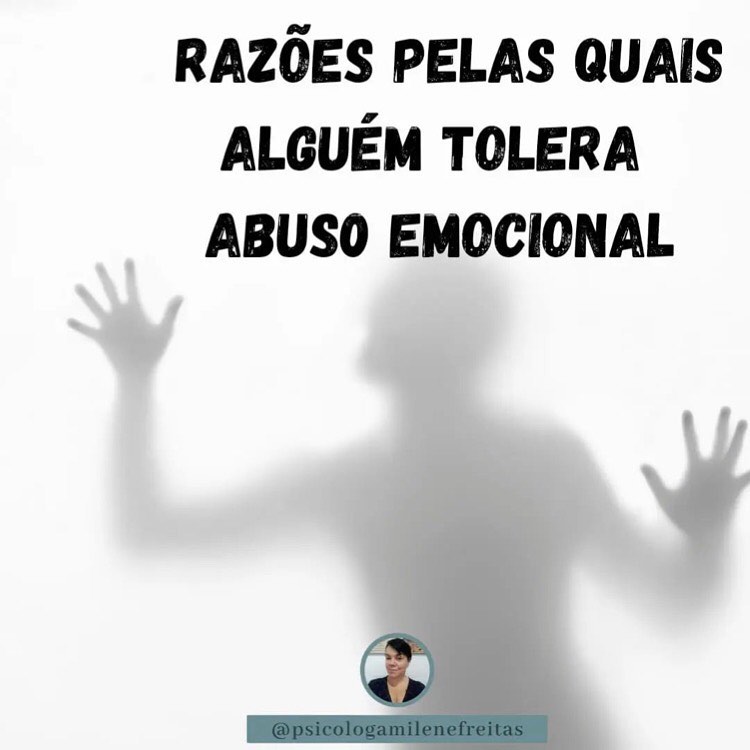 RAZÕES PELAS QUAIS
ALGUÉM TOLERA
ABUSO EMOCIONAL
@psicologamilenefreitas